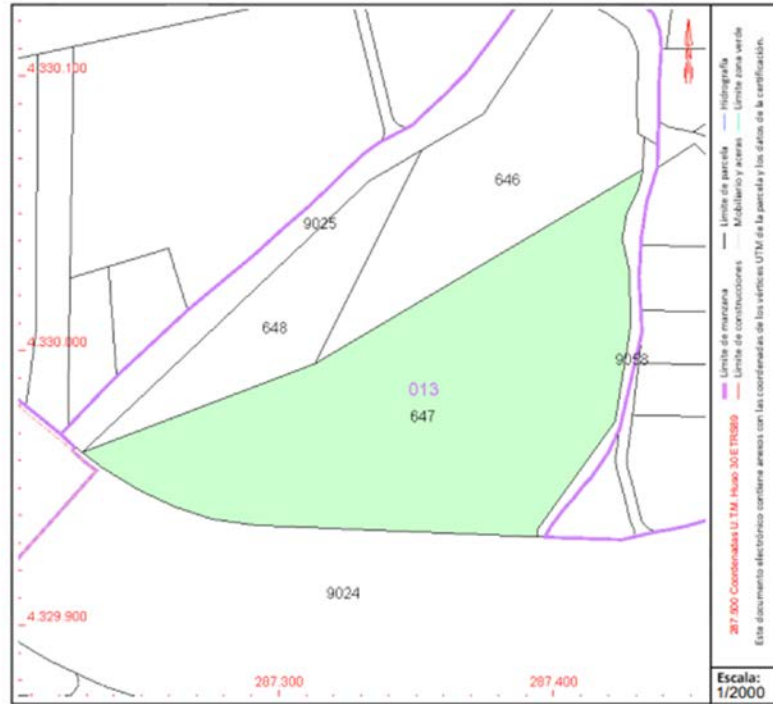 4.330.100
646
9025
4.330.000
648
9058
013
647
9024
4.329.900
287.300
287.400
Límite de manzana
Límite de parcela
Hidrografía
Límite de construcciones
Mobiliario y aceras
Límite zona verde
287.500 Coordenadas U.T.M. Huso 30 ETRS89
Este documento electrónico contiene anexos con las coordenadas de los vértices UTM de la parcela y los datos de la certificación.
Escala:
1/2000